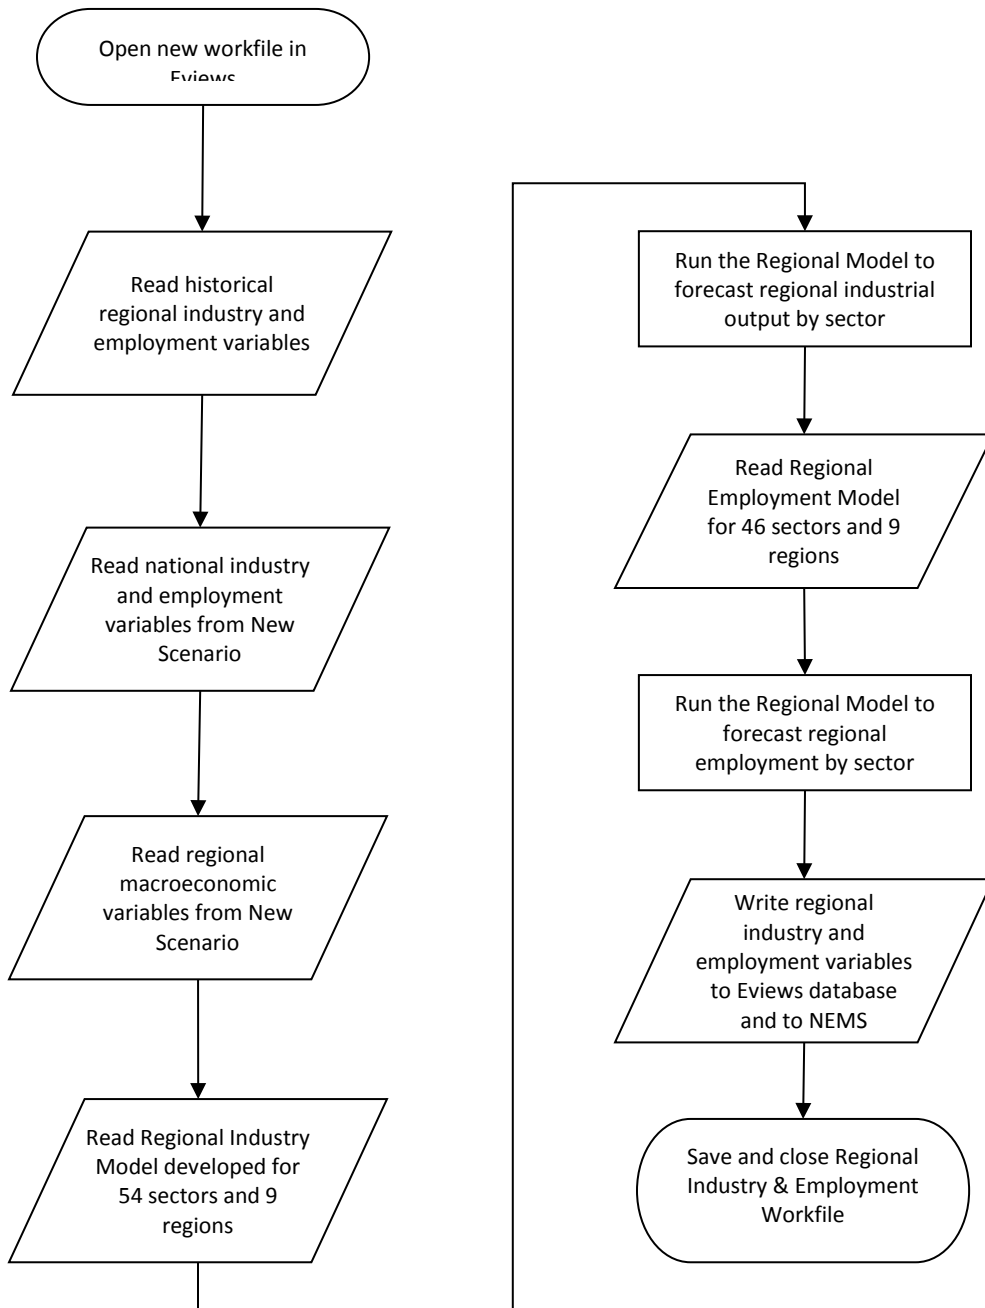 Open new workfile in
Eviews
Read historical
regional industry and
employment variables
Read national industry
and employment
variables from New
Scenario
Read regional
macroeconomic
variables from New
Scenario
Read Regional Industry
Model developed for
54 sectors and 9
regions
Run the Regional Model to
forecast regional industrial
output by sector
Read Regional
Employment Model
for 46 sectors and 9
regions
Run the Regional Model to
forecast regional
employment by sector
Write regional
industry and
employment variables
to Eviews database
and to NEMS
Save and close Regional
Industry & Employment
Workfile